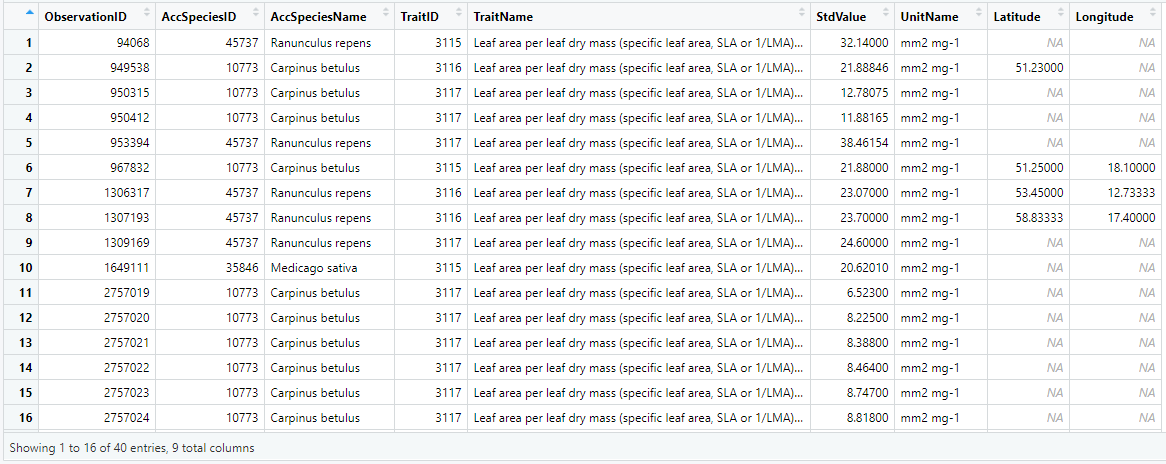 ObservationID AccSpeciesID AccSpeciesName TraitID TraitName StdValue UnitName Latitude Longitude
1 94068 45737 Ranunculus repens 3115 Leaf area per leaf dry mass (specific leaf area, SLA or 1/LMA)... 32.14000 mm2 mg-1 NA NA
2 949538 10773 Carpinus betulus 3116 Leaf area per leaf dry mass (specific leaf area, SLA or 1/LMA)... 21.88846 mm2 mg-1 51.23000 NA
3 950315 10773 Carpinus betulus 3117 Leaf area per leaf dry mass (specific leaf area, SLA or 1/LMA)... 12.78075 mm2 mg-1 NA NA
4 950412 10773 Carpinus betulus 3117 Leaf area per leaf dry mass (specific leaf area, SLA or 1/LMA)... 11.88165 mm2 mg-1 NA NA
5 953394 45737 Ranunculus repens 3117 Leaf area per leaf dry mass (specific leaf area, SLA or 1/LMA)... 38.46154 mm2 mg-1 NA NA
6 967832 10773 Carpinus betulus 3115 Leaf area per leaf dry mass (specific leaf area, SLA or 1/LMA)... 21.88000 mm2 mg-1 51.25000 18.10000
7 1306317 45737 Ranunculus repens 3116 Leaf area per leaf dry mass (specific leaf area, SLA or 1/LMA)... 23.07000 mm2 mg-1 53.45000 12.73333
8 1307193 45737 Ranunculus repens 3116 Leaf area per leaf dry mass (specific leaf area, SLA or 1/LMA)... 23.70000 mm2 mg-1 58.83333 17.40000
9 1309169 45737 Ranunculus repens 3117 Leaf area per leaf dry mass (specific leaf area, SLA or 1/LMA)... 24.60000 mm2 mg-1 NA NA
10 1649111 35846 Medicago sativa 3115 Leaf area per leaf dry mass (specific leaf area, SLA or 1/LMA)... 20.62010 mm2 mg-1 NA NA
11 2757019 10773 Carpinus betulus 3117 Leaf area per leaf dry mass (specific leaf area, SLA or 1/LMA)... 6.52300 mm2 mg-1 NA NA
12 2757020 10773 Carpinus betulus 3117 Leaf area per leaf dry mass (specific leaf area, SLA or 1/LMA)... 8.22500 mm2 mg-1 NA NA
13 2757021 10773 Carpinus betulus 3117 Leaf area per leaf dry mass (specific leaf area, SLA or 1/LMA)... 8.38800 mm2 mg-1 NA NA
14 2757022 10773 Carpinus betulus 3117 Leaf area per leaf dry mass (specific leaf area, SLA or 1/LMA)... 8.46400 mm2 mg-1 NA NA
15 2757023 10773 Carpinus betulus 3117 Leaf area per leaf dry mass (specific leaf area, SLA or 1/LMA)... 8.74700 mm2 mg-1 NA NA
16 2757024 10773 Carpinus betulus 3117 Leaf area per leaf dry mass (specific leaf area, SLA or 1/LMA)... 8.81800 mm2 mg-1 NA NA
Showing 1 to 16 of 40 entries, 9 total columns